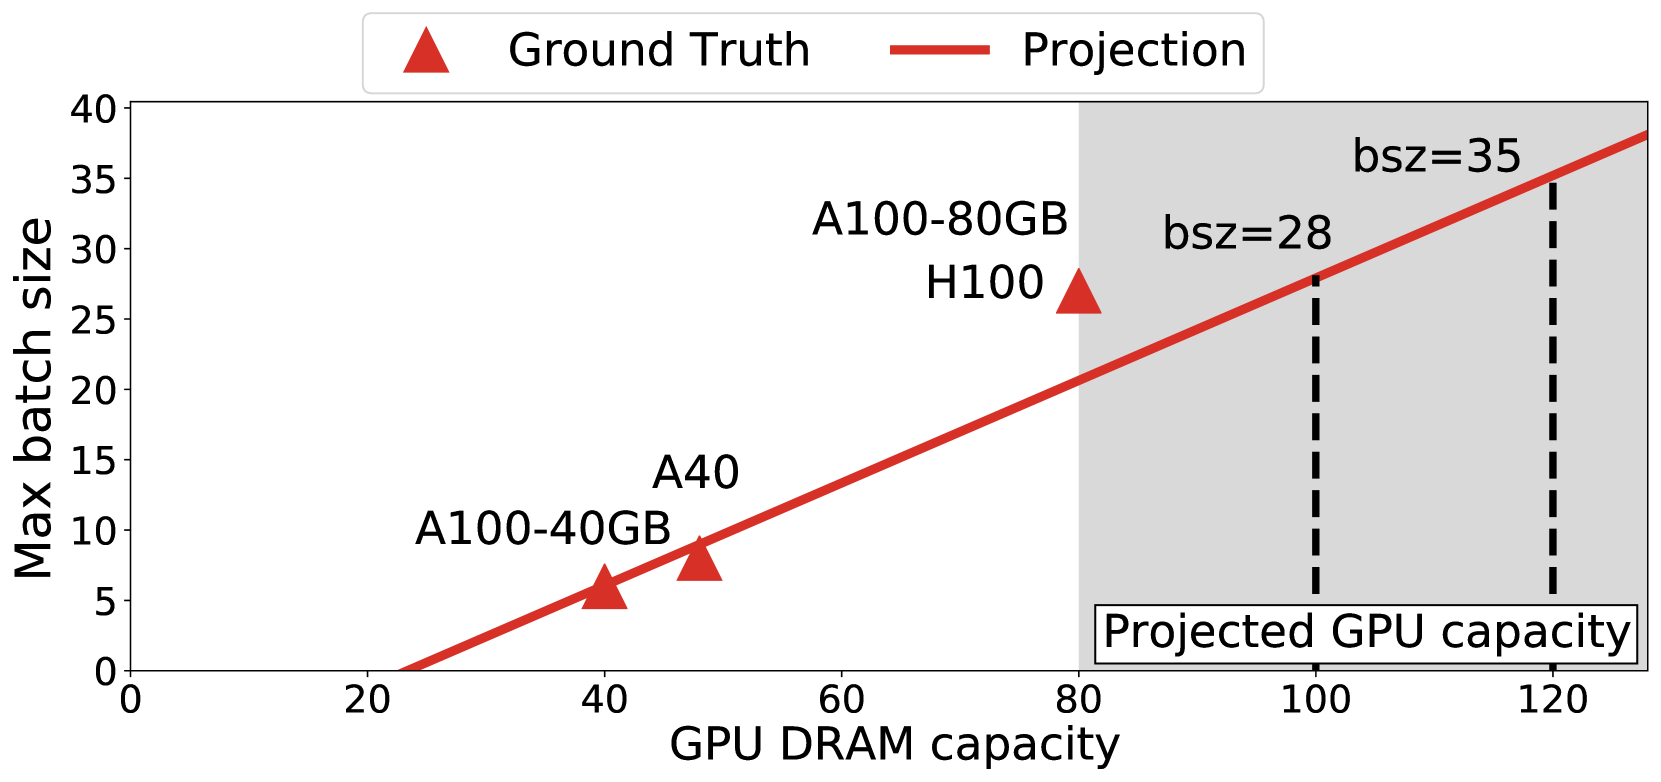 Ground Truth
Projection
40
35
30
25
20
15
10
5
0
Max batch size
A100-80GB
H100
A40
A100-40GB
bsz=28
bsz=35
Projected GPU capacity
0
20
40
60
80
100
120
GPU DRAM capacity